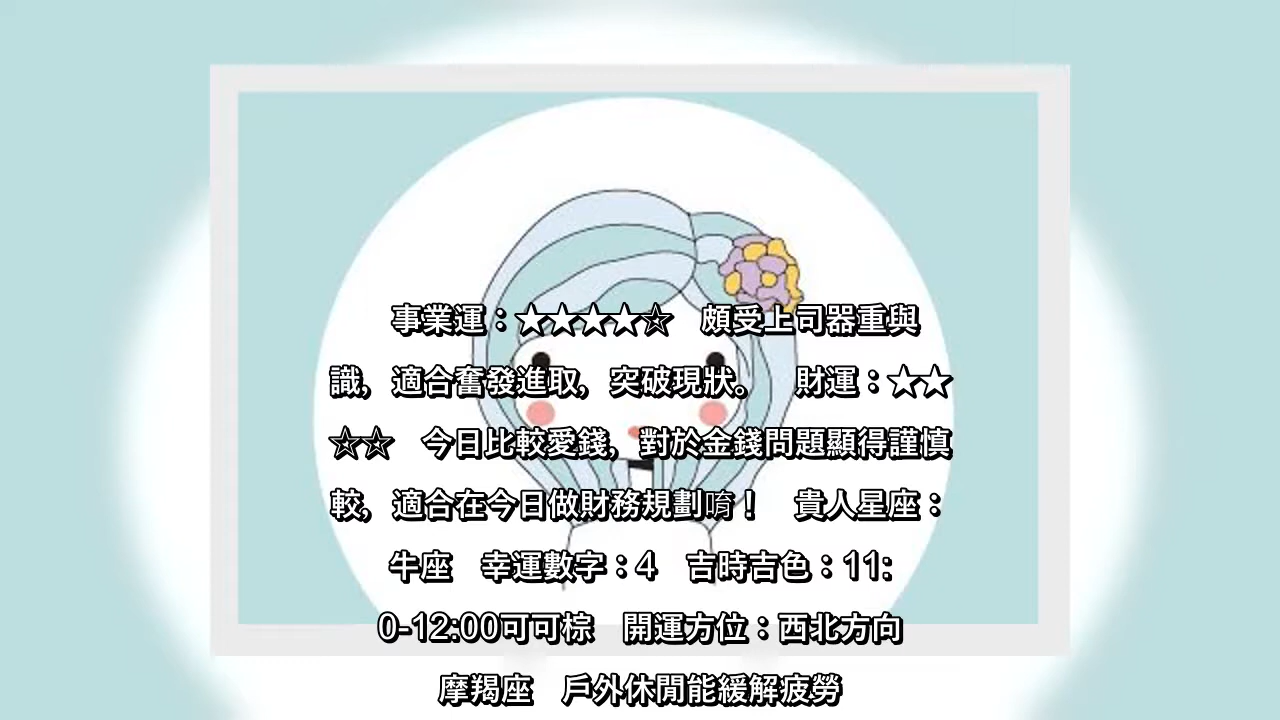 事業運：★★★★☆　頗受上司器重與
識，適合奮發進取，突破現狀。　財運：★★
☆☆　今日比較愛錢，對於金錢問題顯得謹慎
較，適合在今日做財務規劃唷！　貴人星座：
牛座　幸運數字：4　吉時吉色：11:
0-12:00可可棕　開運方位：西北方向
摩羯座　戶外休閒能緩解疲勞